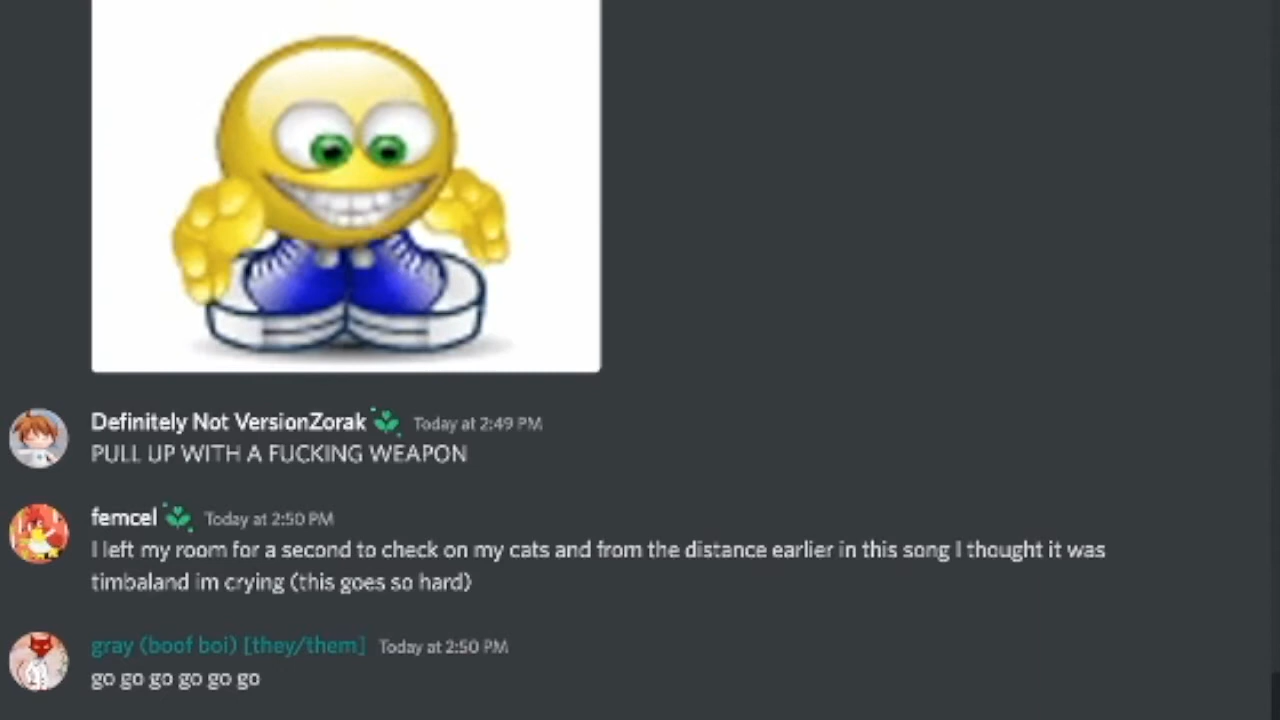 Definitely Not VersionZorak Today at 2:49 PM
PULL UP WITH A FUCKING WEAPON
femcel Today at 2:50 PM
I left my room for a second to check on my cats and from the distance earlier in this song I thought it was
timbaland im crying (this goes so hard)
gray (boof boi) [they/them] Today at 2:50 PM
go go go go go go